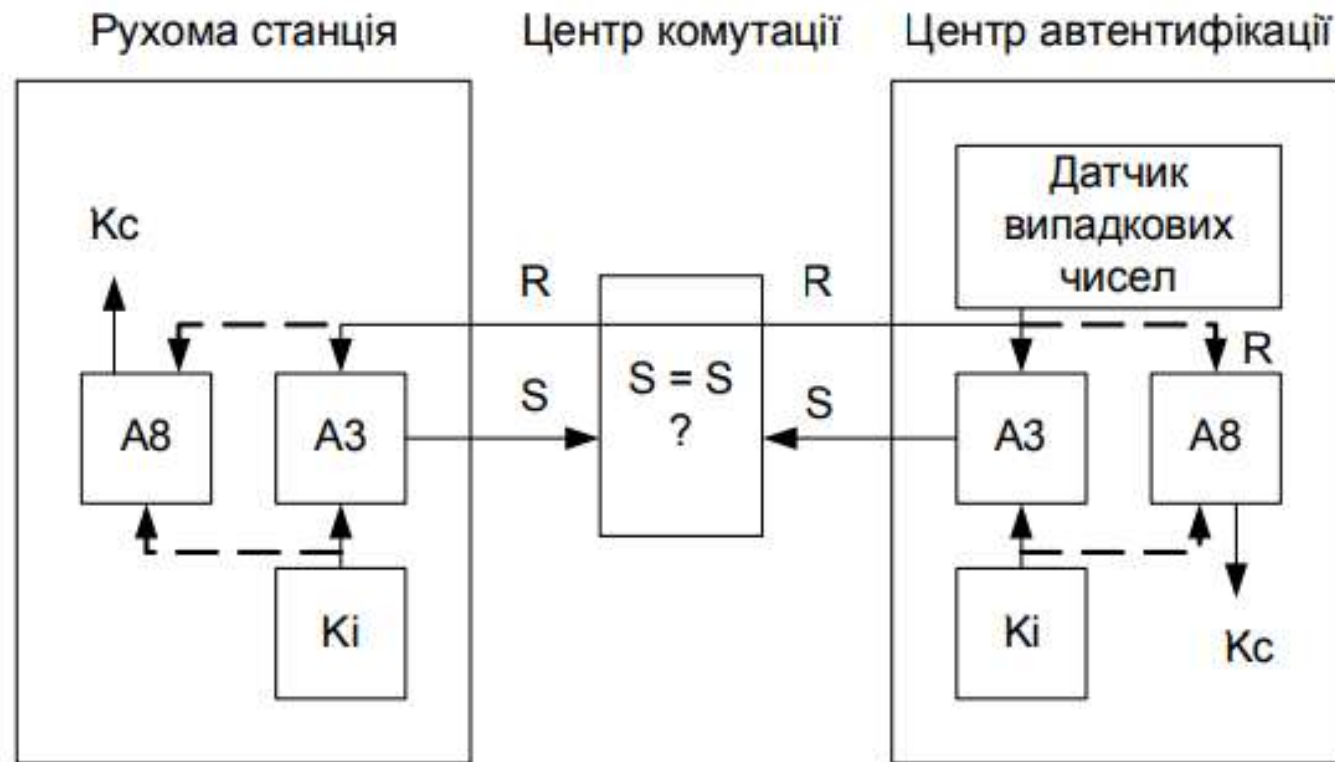 Рухома станція
Центр комутації
Центр автентифікації
Датчик
випадкових
чисел
Kc
R
R
R
S = S
?
S
S
A8
A3
A3
A8
Ki
Ki
Kc